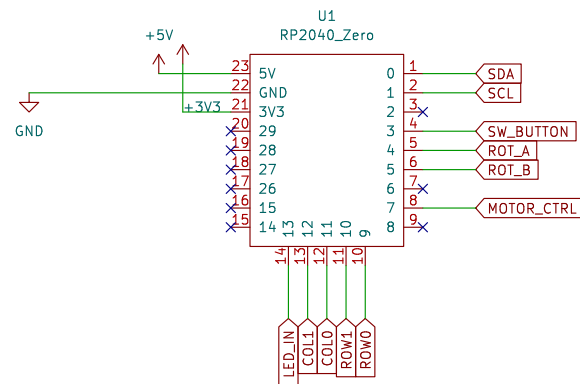 U1
RP2040_Zero
+5V
+3V3
GND
23 5V
22 GND
21 3V3
20 29
19 28
18 27
17 26
16 15
15 14
0 1 SDA
1 2 SCL
2 3
3 4 SW_BUTTON
4 5 ROT_A
5 6 ROT_B
6 7
7 8 MOTOR_CTRL
8 9
13 12 11 10 9
14 13 12 11 10
LED_IN COL1 COL0 ROW1 ROW0